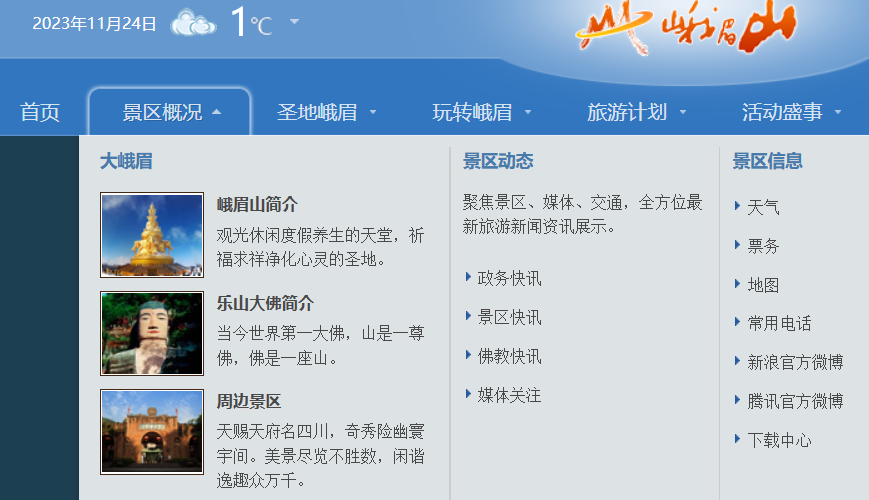 2023年11月24日 1℃
峨眉山
首页 景区概况 圣地峨眉 玩转峨眉 旅游计划 活动盛事
大峨眉
峨眉山简介
观光休闲度假养生的天堂，祈
福求祥净化心灵的圣地。
乐山大佛简介
当今世界第一大佛，山是一尊
佛，佛是一座山。
周边景区
天赐天府名四川，奇秀险幽寰
宇间。美景尽览不胜数，闲谐
逸趣众万千。
景区动态
聚焦景区、媒体、交通，全方位最
新旅游新闻资讯展示。
政务快讯
景区快讯
佛教快讯
媒体关注
景区信息
天气
票务
地图
常用电话
新浪官方微博
腾讯官方微博
下载中心